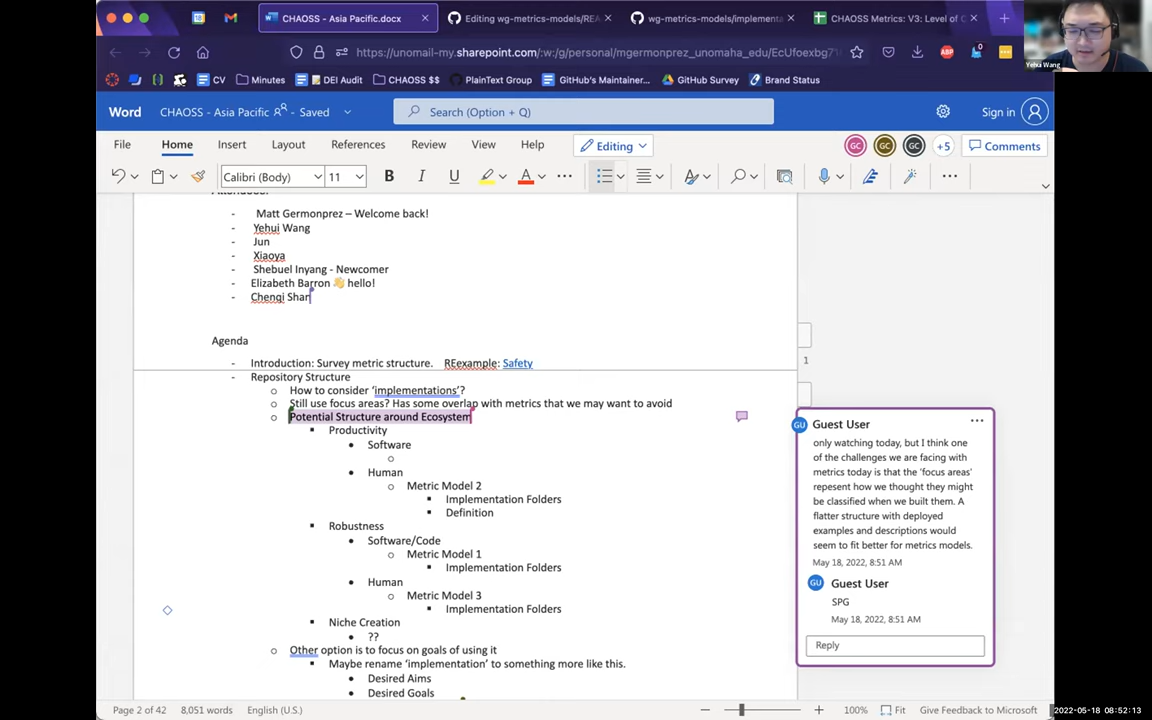 CHAOSS - Asia Pacific.docx
Editing wg-metrics-models/REA
wg-metrics-models/implementa
CHAOSS Metrics: V3: Level of C
https://unomail-my.sharepoint.com/:w:/g/personal/mgermonprez_unomaha_edu/EcUfoexbg7
CV
Minutes
DEI Audit
CHAOSS $$
PlainText Group
GitHub's Maintainer...
GitHub Survey
Brand Status
Yehui Wang
Word
CHAOSS - Asia Pacific
- Saved
Search (Option + Q)
Sign in
File
Home
Insert
Layout
References
Review
View
Help
Editing
GC
GC
GC
+5
Comments
Calibri (Body)
11
B
I
U
- Matt Germonprez – Welcome back!
- Yehui Wang
- Jun
- Xiaoya
- Shebuel Inyang - Newcomer
- Elizabeth Barron 👋 hello!
- Chenqi Shan
Agenda
- Introduction: Survey metric structure. REexample: Safety
- Repository Structure
o How to consider 'implementations'?
o Still use focus areas? Has some overlap with metrics that we may want to avoid
o Potential Structure around Ecosystem
▪ Productivity
• Software
o
• Human
o Metric Model 2
▪ Implementation Folders
▪ Definition
▪ Robustness
• Software/Code
o Metric Model 1
▪ Implementation Folders
• Human
o Metric Model 3
▪ Implementation Folders
▪ Niche Creation
• ??
o Other option is to focus on goals of using it
▪ Maybe rename 'implementation' to something more like this.
• Desired Aims
• Desired Goals
1
GU
Guest User
only watching today, but I think one
of the challenges we are facing with
metrics today is that the 'focus areas'
repesent how we thought they might
be classified when we built them. A
flatter structure with deployed
examples and descriptions would
seem to fit better for metrics models.
May 18, 2022, 8:51 AM
GU
Guest User
SPG
May 18, 2022, 8:51 AM
Reply
Page 2 of 42
8,051 words
English (U.S.)
100%
Fit
Give Feedback to Microsoft
2022-05-18 08:52:13